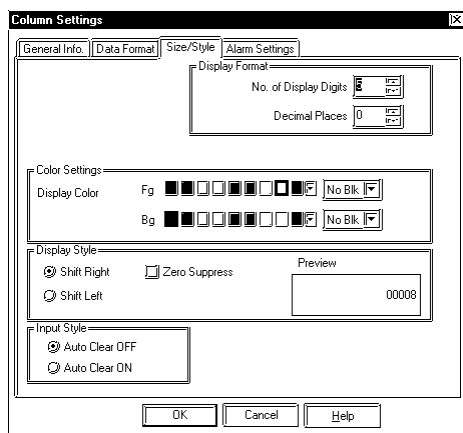 Column Settings
General Info. Data Format Size/Style Alarm Settings
Display Format
No. of Display Digits
Decimal Places 0
Color Settings
Display Color Fg No Blk
Bg No Blk
Display Style
Shift Right Zero Suppress Preview
Shift Left 00008
Input Style
Auto Clear OFF
Auto Clear ON
OK Cancel Help